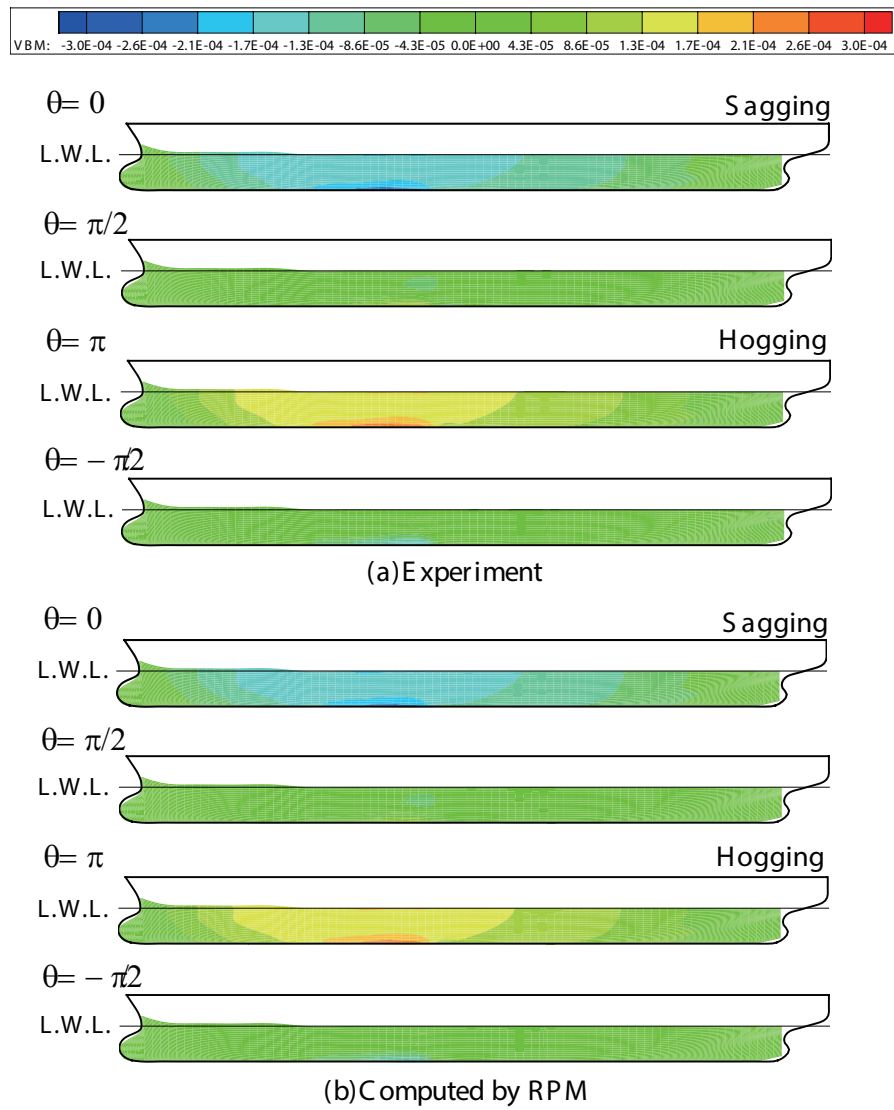 VBM: -3.0E-04 -2.6E-04 -2.1E-04 -1.7E-04 -1.3E-04 -8.6E-05 -4.3E-05 0.0E+00 4.3E-05 8.6E-05 1.3E-04 1.7E-04 2.1E-04 2.6E-04 3.0E-04
θ= 0 Sagging
L.W.L.
θ= π/2
L.W.L.
θ= π Hogging
L.W.L.
θ= − π/2
L.W.L.
(a)Experiment
θ= 0 Sagging
L.W.L.
θ= π/2
L.W.L.
θ= π Hogging
L.W.L.
θ= − π/2
L.W.L.
(b)Computed by RPM